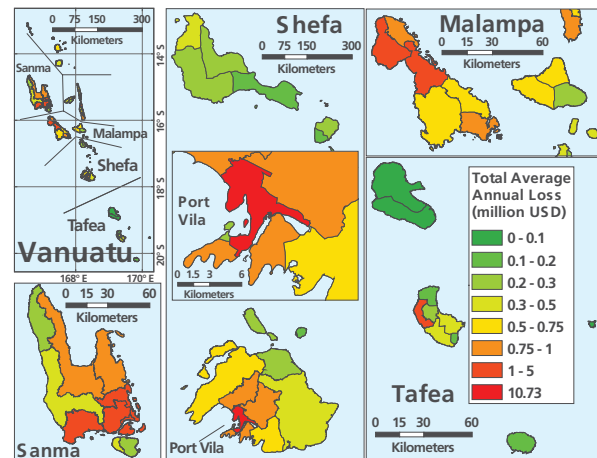 0 75 150 300
Kilometers
14°S
Sanma
16°S
Malampa
Shefa
18°S
Tafea
Vanuatu
20°S
168°E
170°E
Shefa
0 75 150 300
Kilometers
Malampa
0 15 30 60
Kilometers
Port
Vila
0 1.5 3 6
Kilometers
Total Average
Annual Loss
(million USD)
0 - 0.1
0.1 - 0.2
0.2 - 0.3
0.3 - 0.5
0.5 - 0.75
0.75 - 1
1 - 5
10.73
Tafea
0 15 30 60
Kilometers
0 15 30 60
Kilometers
Sanma
Port Vila